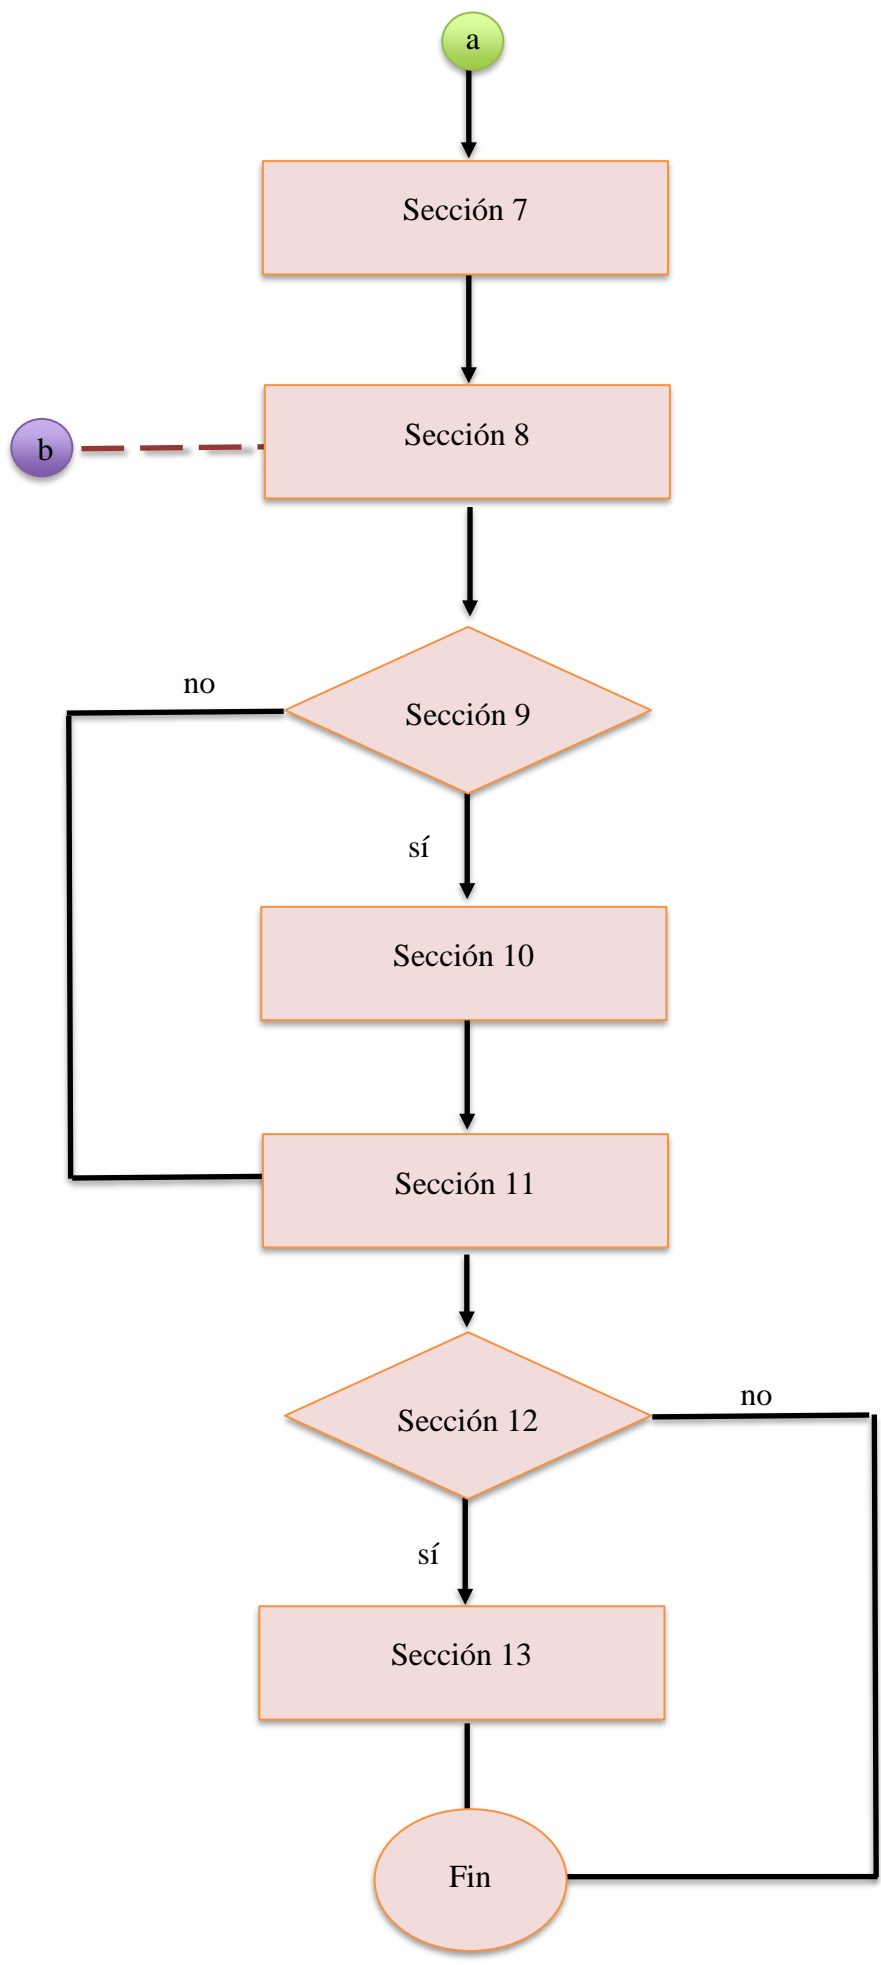 a
Sección 7
Sección 8
b
no
Sección 9
sí
Sección 10
Sección 11
no
Sección 12
sí
Sección 13
Fin